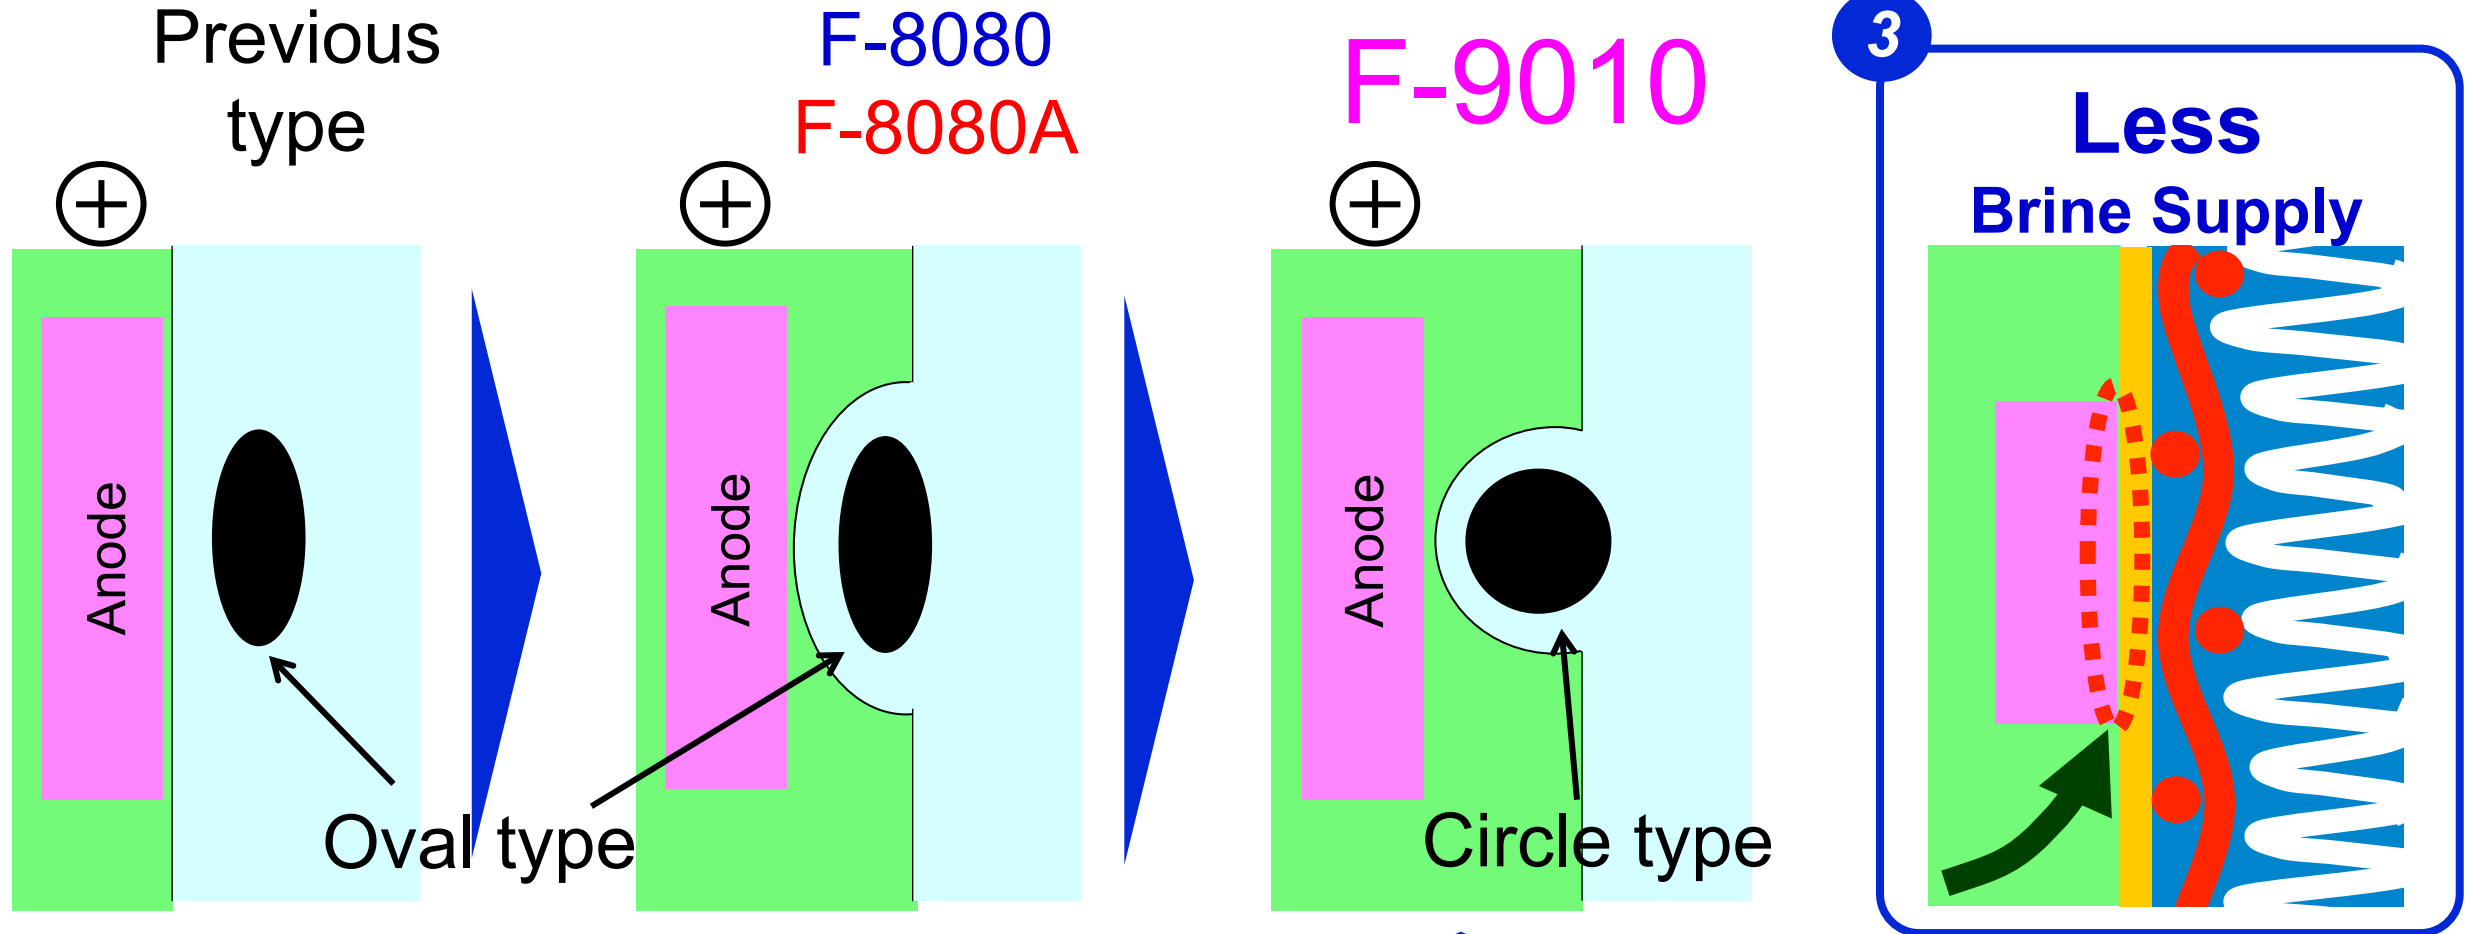 Previous
type
F-8080
F-8080A
F-9010
3
Less
Brine Supply
Anode
Anode
Anode
Oval type
Circle type